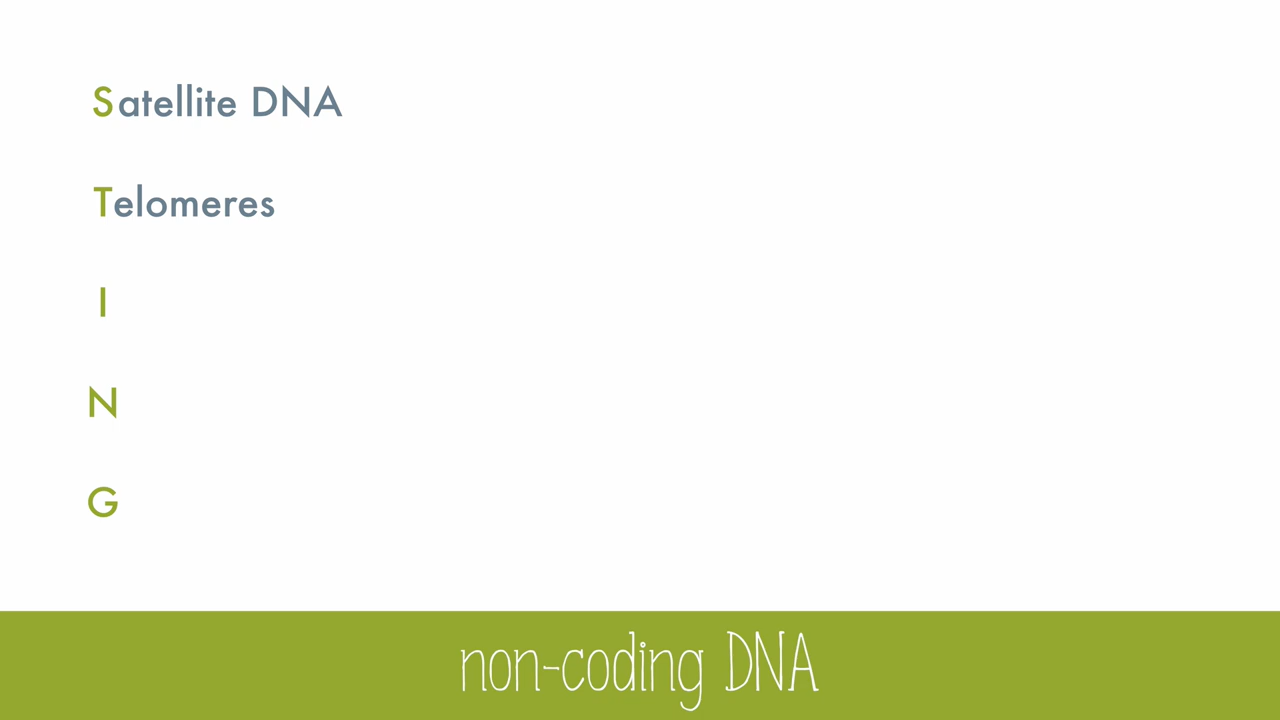 Satellite DNA
Telomeres
I
N
G
non-coding DNA